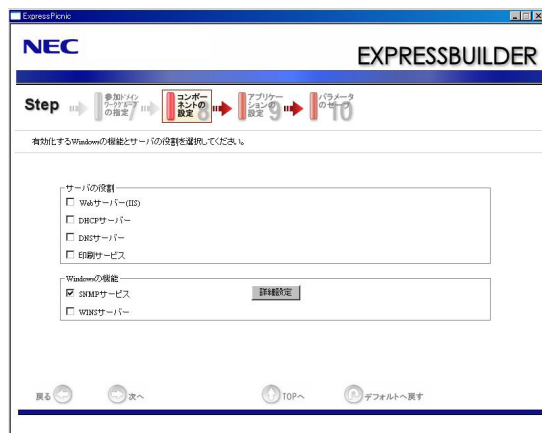 ExpressPicnic
NEC
EXPRESSBUILDER
Step
参加ドメイン
ワークグループ
の指定 7
コンポー
ネントの
設定 8
アプリケー
ションの
設定 9
パラメータ
のセーブ 10
有効化するWindowsの機能とサーバの役割を選択してください。
サーバの役割
Webサーバー(IIS)
DHCPサーバー
DNSサーバー
印刷サービス
Windowsの機能
SNMPサービス 詳細設定
WINSサーバー
戻る 次へ TOPへ デフォルトへ戻す